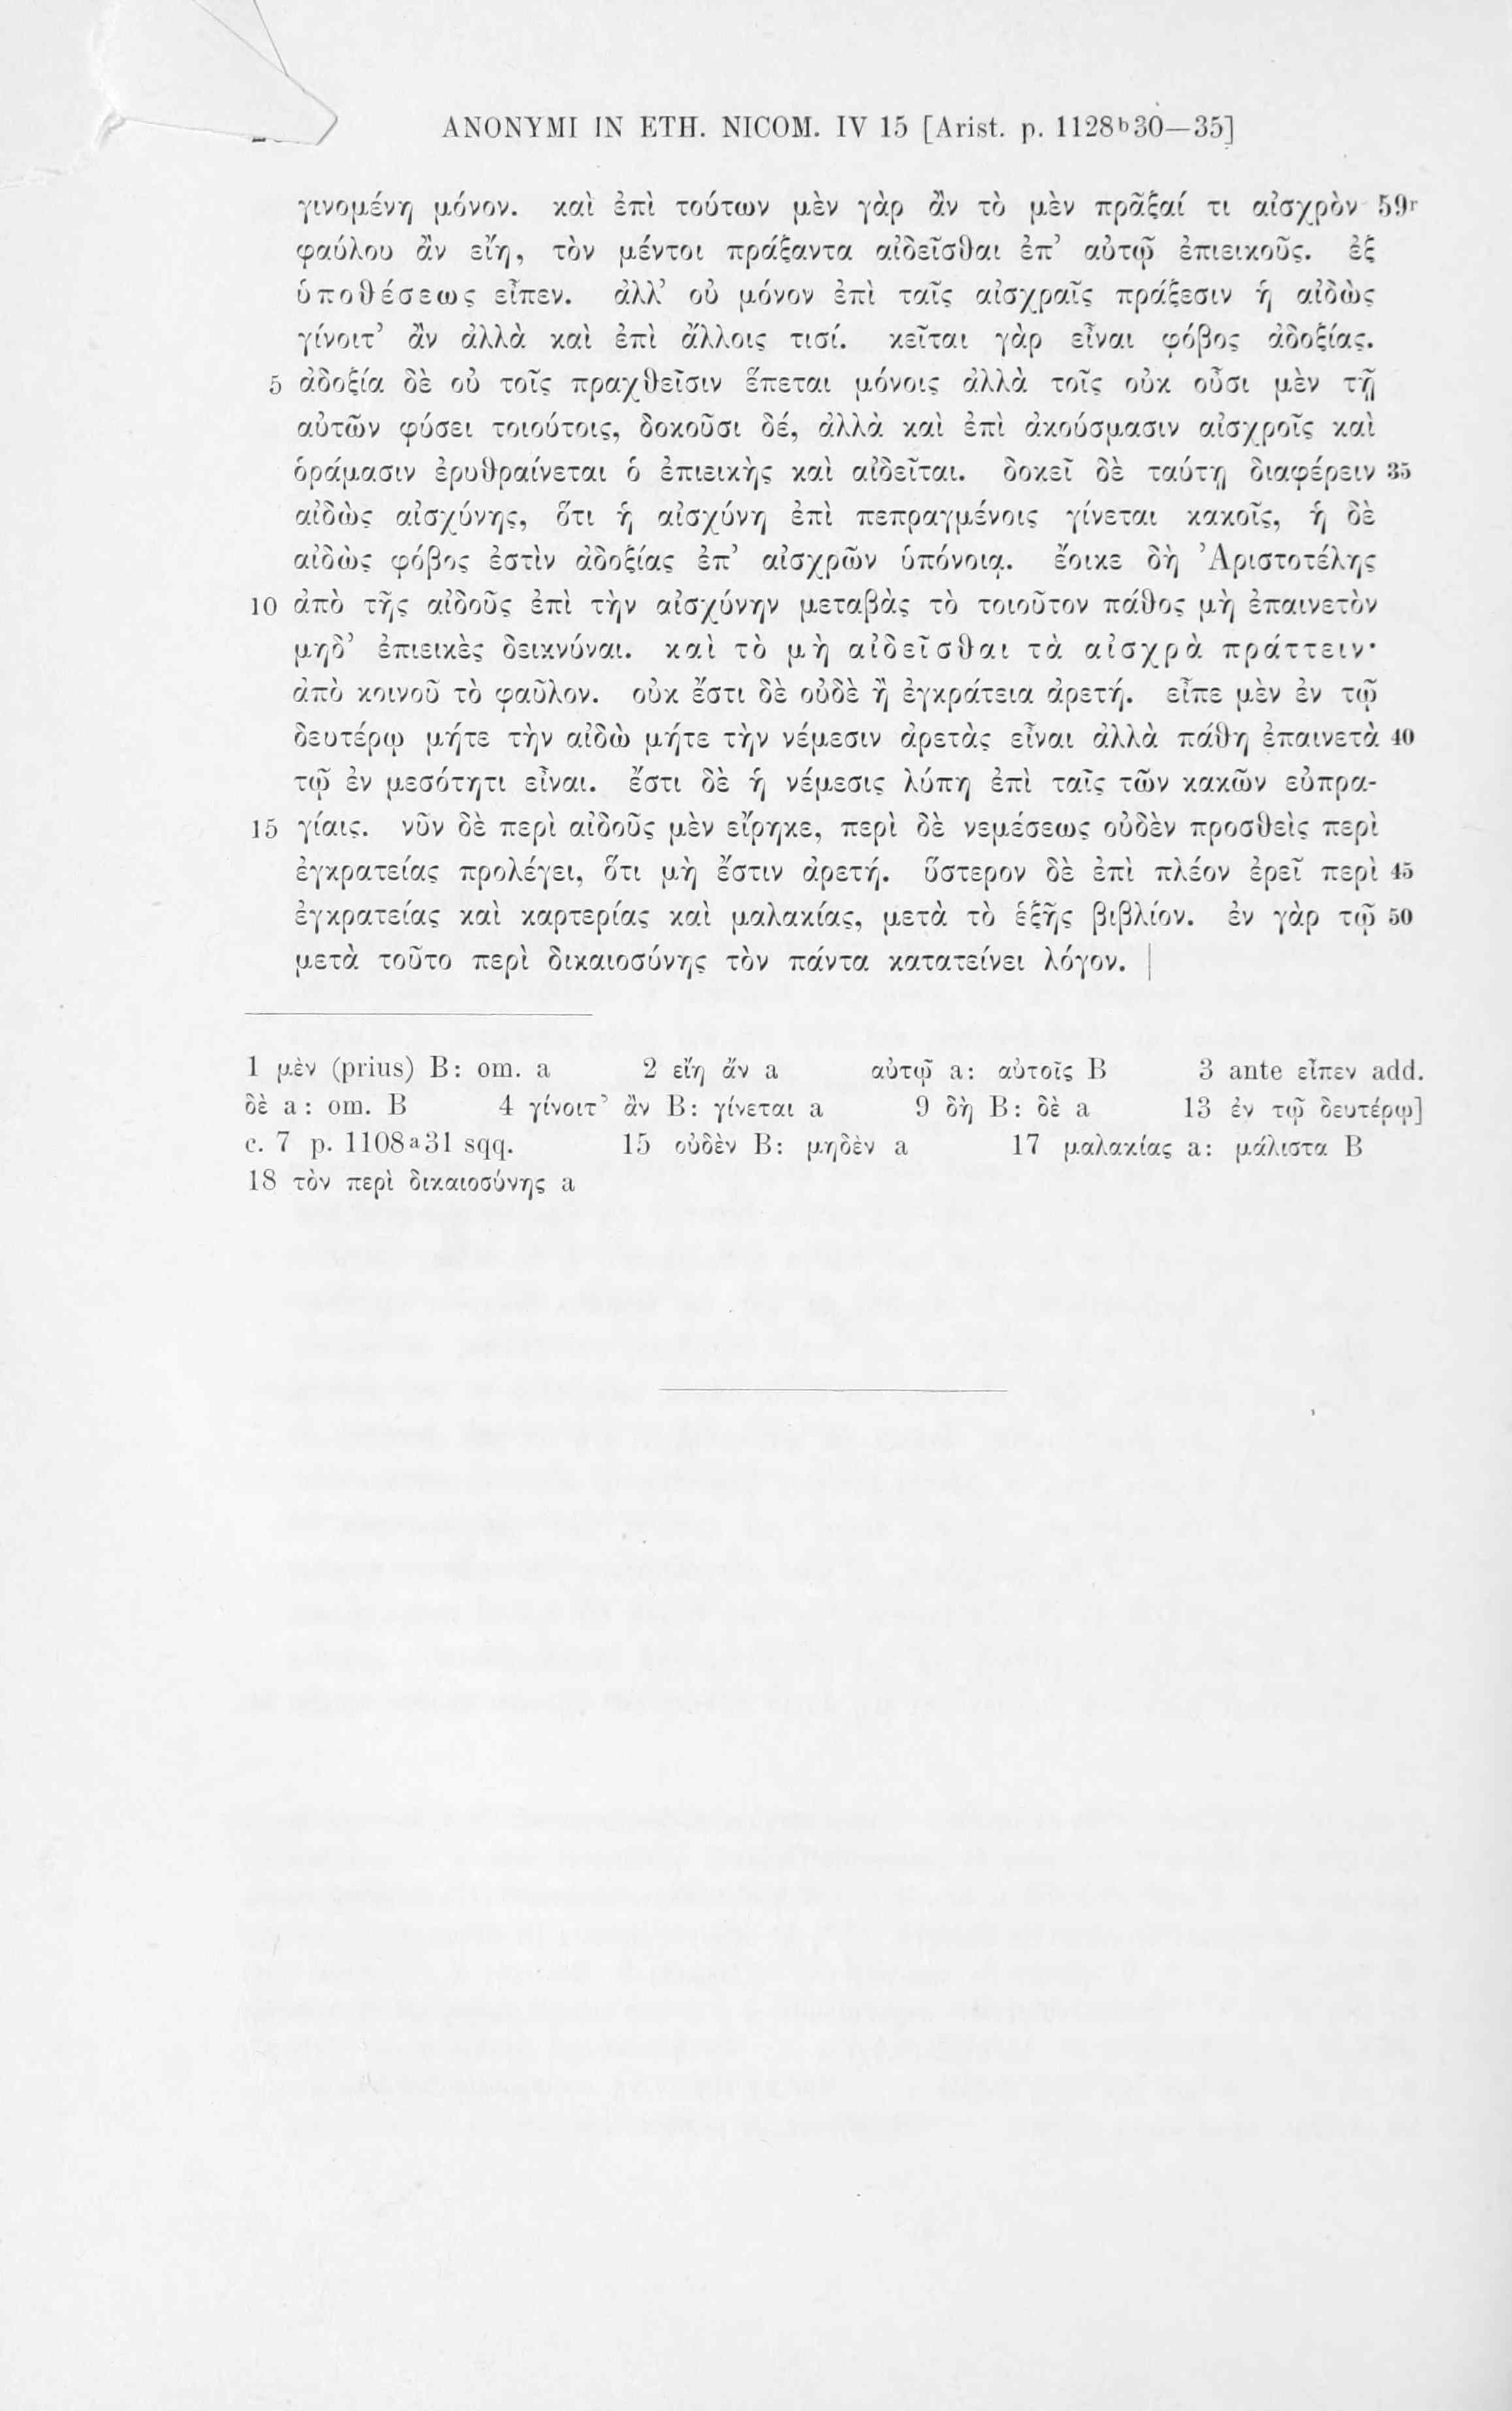 ANONYMI IN ETH. NICOM. IV 15 [Arist. p. 1128ᵇ30—35]
γινομένη μόνον. καὶ ἐπὶ τούτων μὲν γὰρ ἂν τὸ μὲν πρᾶξαί τι αἰσχρὸν 59ʳ
φαύλου ἂν εἴη, τὸν μέντοι πράξαντα αἰδεῖσθαι ἐπ’ αὐτῷ ἐπιεικοῦς. ἐξ
ὑποθέσεως εἶπεν. ἀλλ’ οὐ μόνον ἐπὶ ταῖς αἰσχραῖς πράξεσιν ἡ αἰδὼς
γίνοιτ’ ἂν ἀλλὰ καὶ ἐπὶ ἄλλοις τισί. κεῖται γὰρ εἶναι φόβος ἀδοξίας.
5 ἀδοξία δὲ οὐ τοῖς πραχθεῖσιν ἕπεται μόνοις ἀλλὰ τοῖς οὐκ οὖσι μὲν τῇ
αὑτῶν φύσει τοιούτοις, δοκοῦσι δέ, ἀλλὰ καὶ ἐπὶ ἀκούσμασιν αἰσχροῖς καὶ
ὁράμασιν ἐρυθραίνεται ὁ ἐπιεικὴς καὶ αἰδεῖται. δοκεῖ δὲ ταύτῃ διαφέρειν 35
αἰδὼς αἰσχύνης, ὅτι ἡ αἰσχύνη ἐπὶ πεπραγμένοις γίνεται κακοῖς, ἡ δὲ
αἰδὼς φόβος ἐστὶν ἀδοξίας ἐπ’ αἰσχρῶν ὑπόνοιᾳ. ἔοικε δὴ Ἀριστοτέλης
10 ἀπὸ τῆς αἰδοῦς ἐπὶ τὴν αἰσχύνην μεταβὰς τὸ τοιοῦτον πάθος μὴ ἐπαινετὸν
μηδ’ ἐπιεικὲς δεικνύναι. καὶ τὸ μὴ αἰδεῖσθαι τὰ αἰσχρὰ πράττειν·
ἀπὸ κοινοῦ τὸ φαῦλον. οὐκ ἔστι δὲ οὐδὲ ἢ ἐγκράτεια ἀρετή. εἶπε μὲν ἐν τῷ
δευτέρῳ μήτε τὴν αἰδῶ μήτε τὴν νέμεσιν ἀρετὰς εἶναι ἀλλὰ πάθη ἐπαινετὰ 40
τῷ ἐν μεσότητι εἶναι. ἔστι δὲ ἡ νέμεσις λύπη ἐπὶ ταῖς τῶν κακῶν εὐπρα-
15 γίαις. νῦν δὲ περὶ αἰδοῦς μὲν εἴρηκε, περὶ δὲ νεμέσεως οὐδὲν προσθεὶς περὶ
ἐγκρατείας προλέγει, ὅτι μὴ ἔστιν ἀρετή. ὕστερον δὲ ἐπὶ πλέον ἐρεῖ περὶ 45
ἐγκρατείας καὶ καρτερίας καὶ μαλακίας, μετὰ τὸ ἑξῆς βιβλίον. ἐν γὰρ τῷ 50
μετὰ τοῦτο περὶ δικαιοσύνης τὸν πάντα κατατείνει λόγον. |
1 μὲν (prius) B: om. a 2 εἴη ἄν a αὐτῷ a: αὐτοῖς B 3 ante εἶπεν add.
δὲ a: om. B 4 γίνοιτ’ ἂν B: γίνεται a 9 δὴ B: δὲ a 13 ἐν τῷ δευτέρῳ]
c. 7 p. 1108ᵃ31 sqq. 15 οὐδὲν B: μηδὲν a 17 μαλακίας a: μάλιστα B
18 τὸν περὶ δικαιοσύνης a